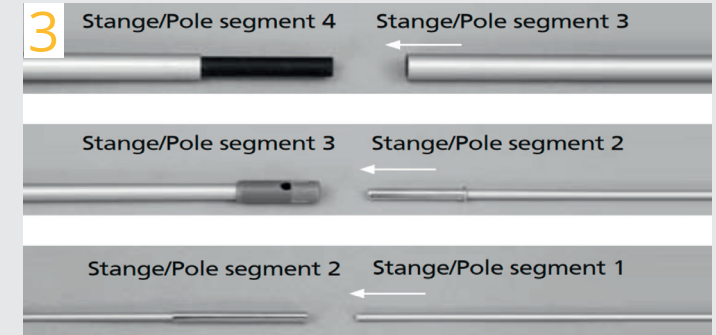 3
Stange/Pole segment 4 Stange/Pole segment 3
Stange/Pole segment 3 Stange/Pole segment 2
Stange/Pole segment 2 Stange/Pole segment 1